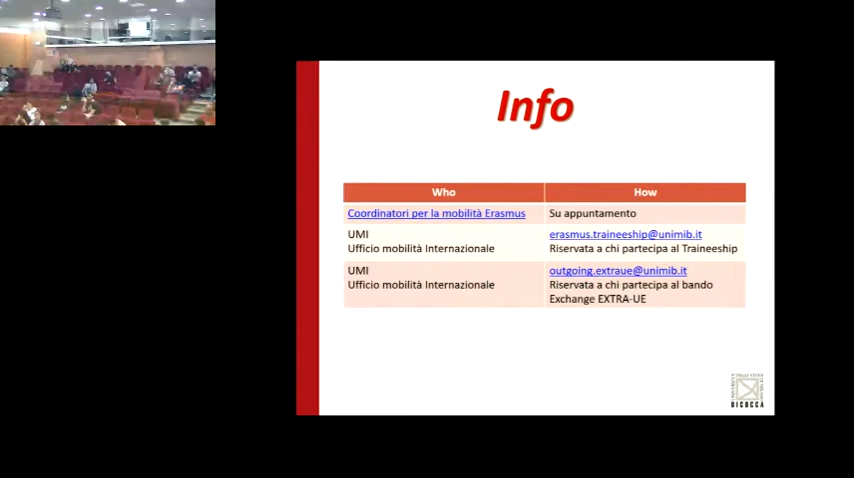 Info
Who How
Coordinatori per la mobilità Erasmus Su appuntamento
UMI erasmus.traineeship@unimib.it
Ufficio mobilità Internazionale Riservata a chi partecipa al Traineeship
UMI outgoing.extraue@unimib.it
Ufficio mobilità Internazionale Riservata a chi partecipa al bando
Exchange EXTRA-UE
BICOCCA